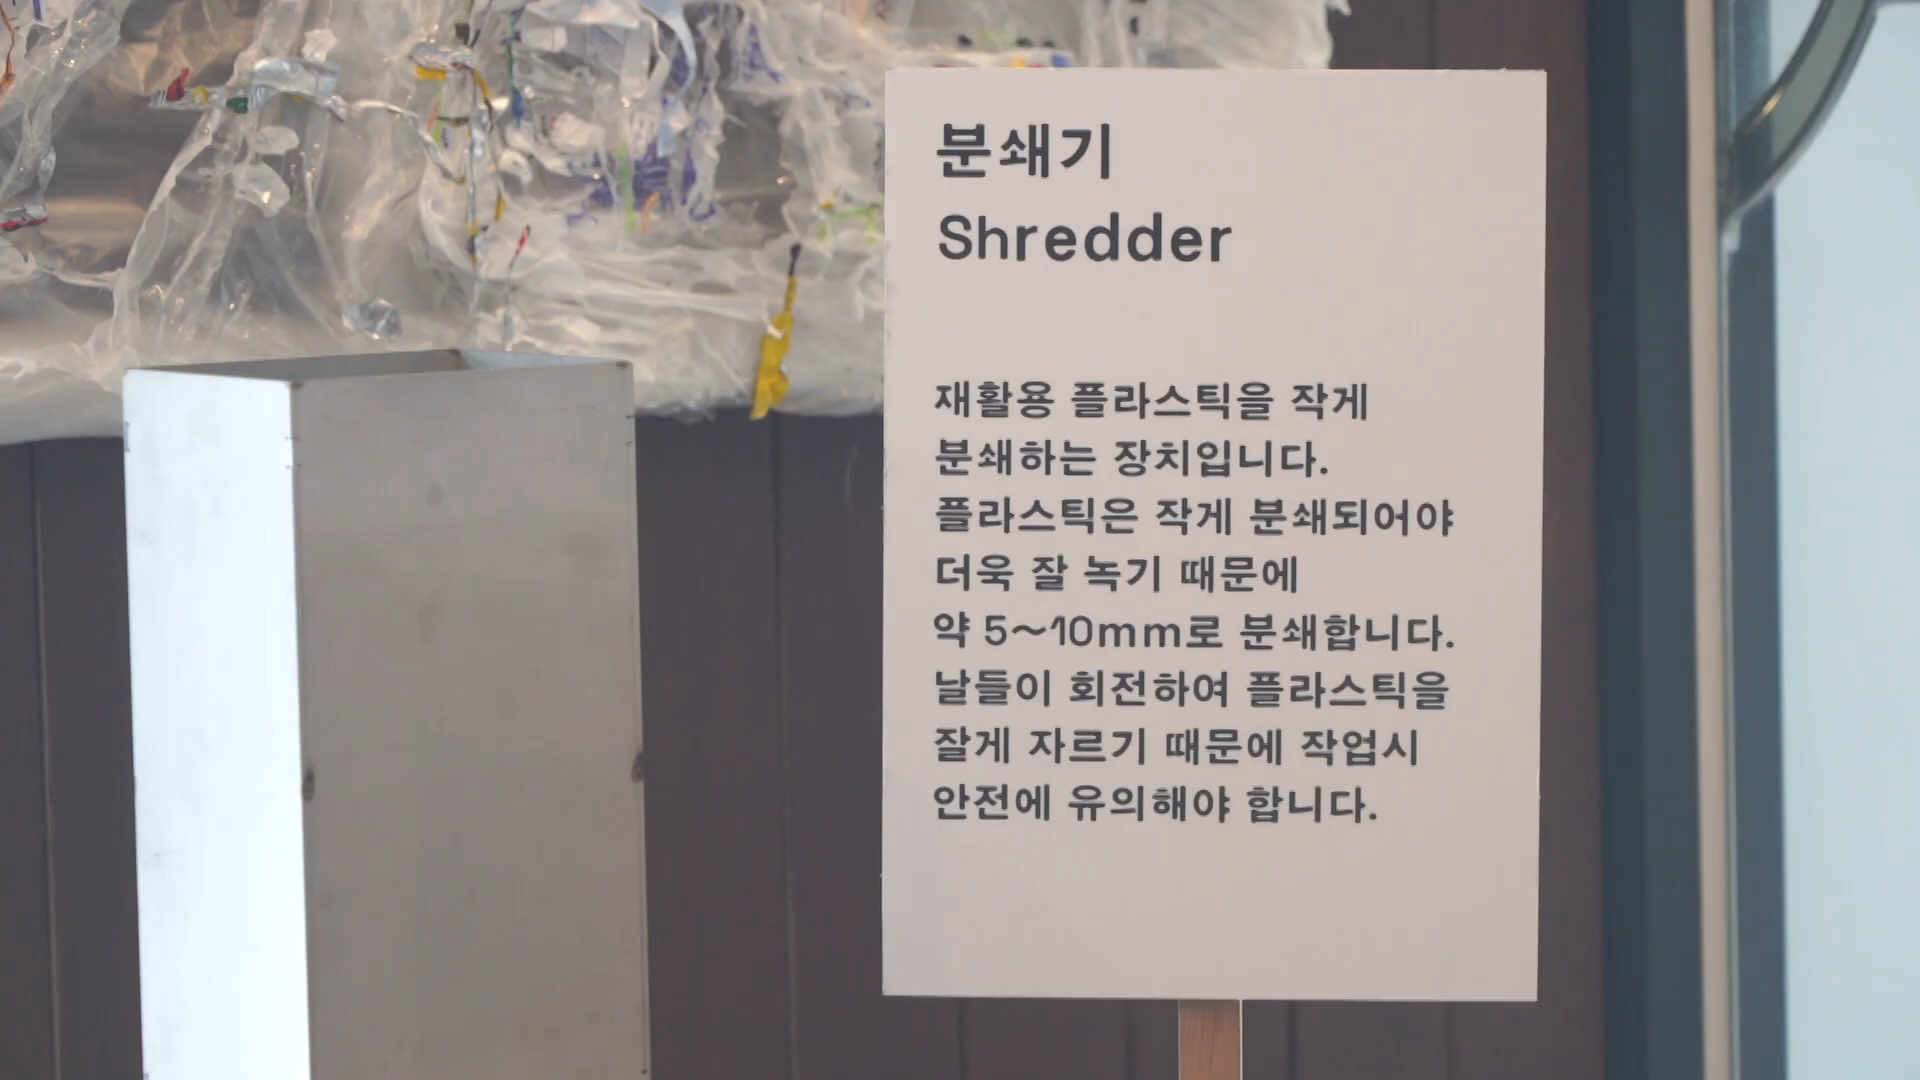 분쇄기
Shredder
재활용 플라스틱을 작게
분쇄하는 장치입니다.
플라스틱은 작게 분쇄되어야
더욱 잘 녹기 때문에
약 5~10mm로 분쇄합니다.
날들이 회전하여 플라스틱을
잘게 자르기 때문에 작업시
안전에 유의해야 합니다.